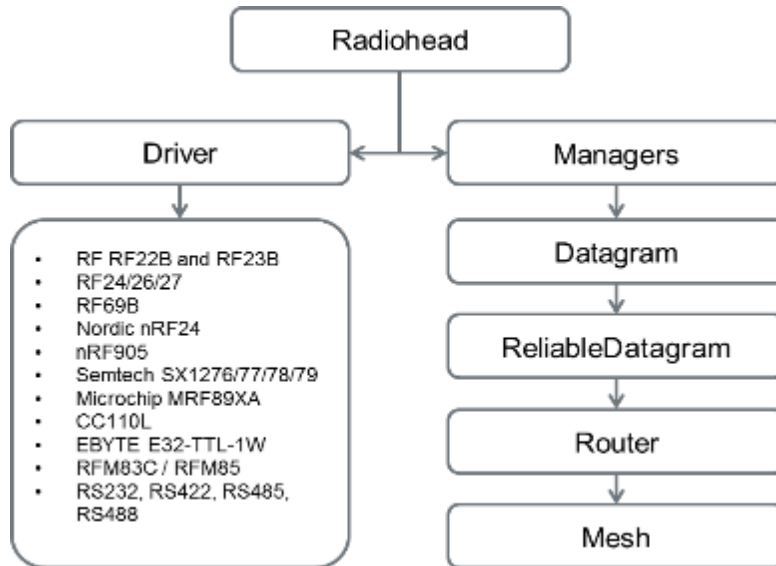 Radiohead
Driver
Managers
• RF RF22B and RF23B
• RF24/26/27
• RF69B
• Nordic nRF24
• nRF905
• Semtech SX1276/77/78/79
• Microchip MRF89XA
• CC110L
• EBYTE E32-TTL-1W
• RFM83C / RFM85
• RS232, RS422, RS485,
RS488
Datagram
ReliableDatagram
Router
Mesh